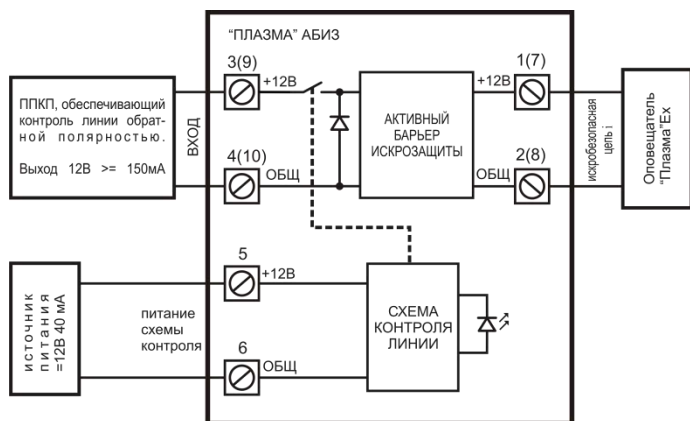 "ПЛАЗМА" АБИЗ
ППКП, обеспечивающий
контроль линии обрат-
ной полярностью.
Выход 12В >= 150мА
ВХОД
3(9)
+12В
4(10)
ОБЩ
АКТИВНЫЙ
БАРЬЕР
ИСКРОЗАЩИТЫ
1(7)
+12В
2(8)
ОБЩ
искробезопасная
цепь i
Оповещатель
"Плазма"Ex
источник
питания
=12В 40 мА
питание
схемы
контроля
5
+12В
6
ОБЩ
СХЕМА
КОНТРОЛЯ
ЛИНИИ